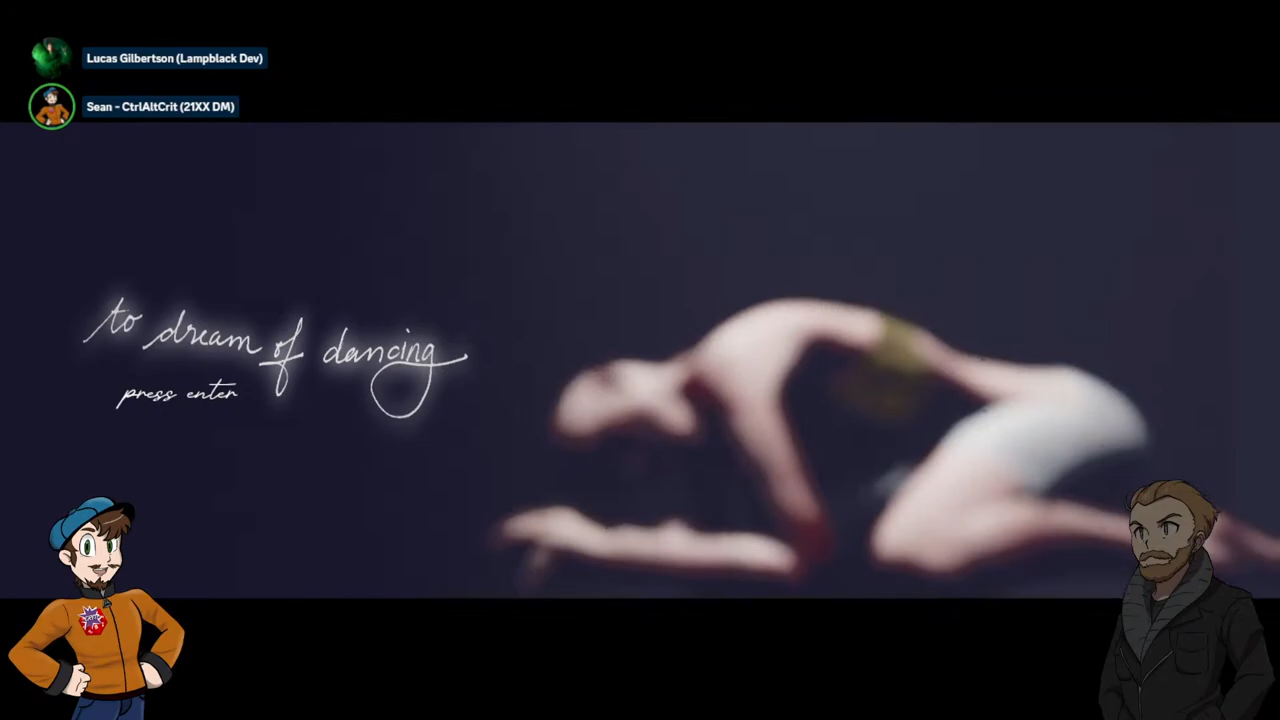 Lucas Gilbertson (Lampblack Dev)
Sean - CtrlAltCrit (21XX DM)
to dream of dancing
press enter